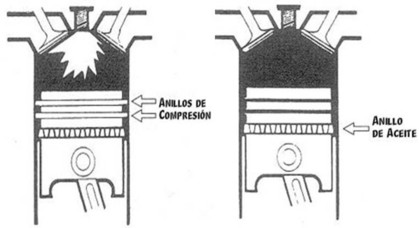 ANILLOS DE
COMPRESIÓN
ANILLO
DE ACEITE